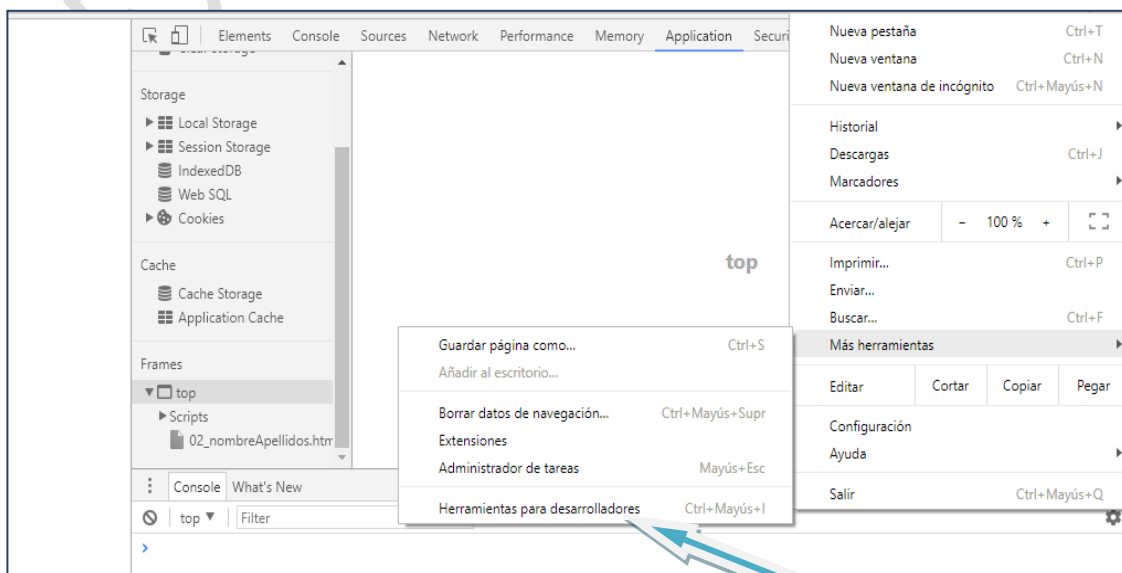 Elements Console Sources Network Performance Memory Application Securi
Storage
Local Storage
Session Storage
IndexedDB
Web SQL
Cookies
Cache
Cache Storage
Application Cache
Frames
top
Scripts
02_nombreApellidos.htm
top
Nueva pestaña Ctrl+T
Nueva ventana Ctrl+N
Nueva ventana de incógnito Ctrl+Mayús+N
Historial
Descargas Ctrl+J
Marcadores
Acercar/alejar - 100 % +
Imprimir... Ctrl+P
Enviar...
Buscar... Ctrl+F
Más herramientas
Editar Cortar Copiar Pegar
Configuración
Ayuda
Salir Ctrl+Mayús+Q
Guardar página como... Ctrl+S
Añadir al escritorio...
Borrar datos de navegación... Ctrl+Mayús+Supr
Extensiones
Administrador de tareas Mayús+Esc
Herramientas para desarrolladores Ctrl+Mayús+I
Console What's New
top Filter